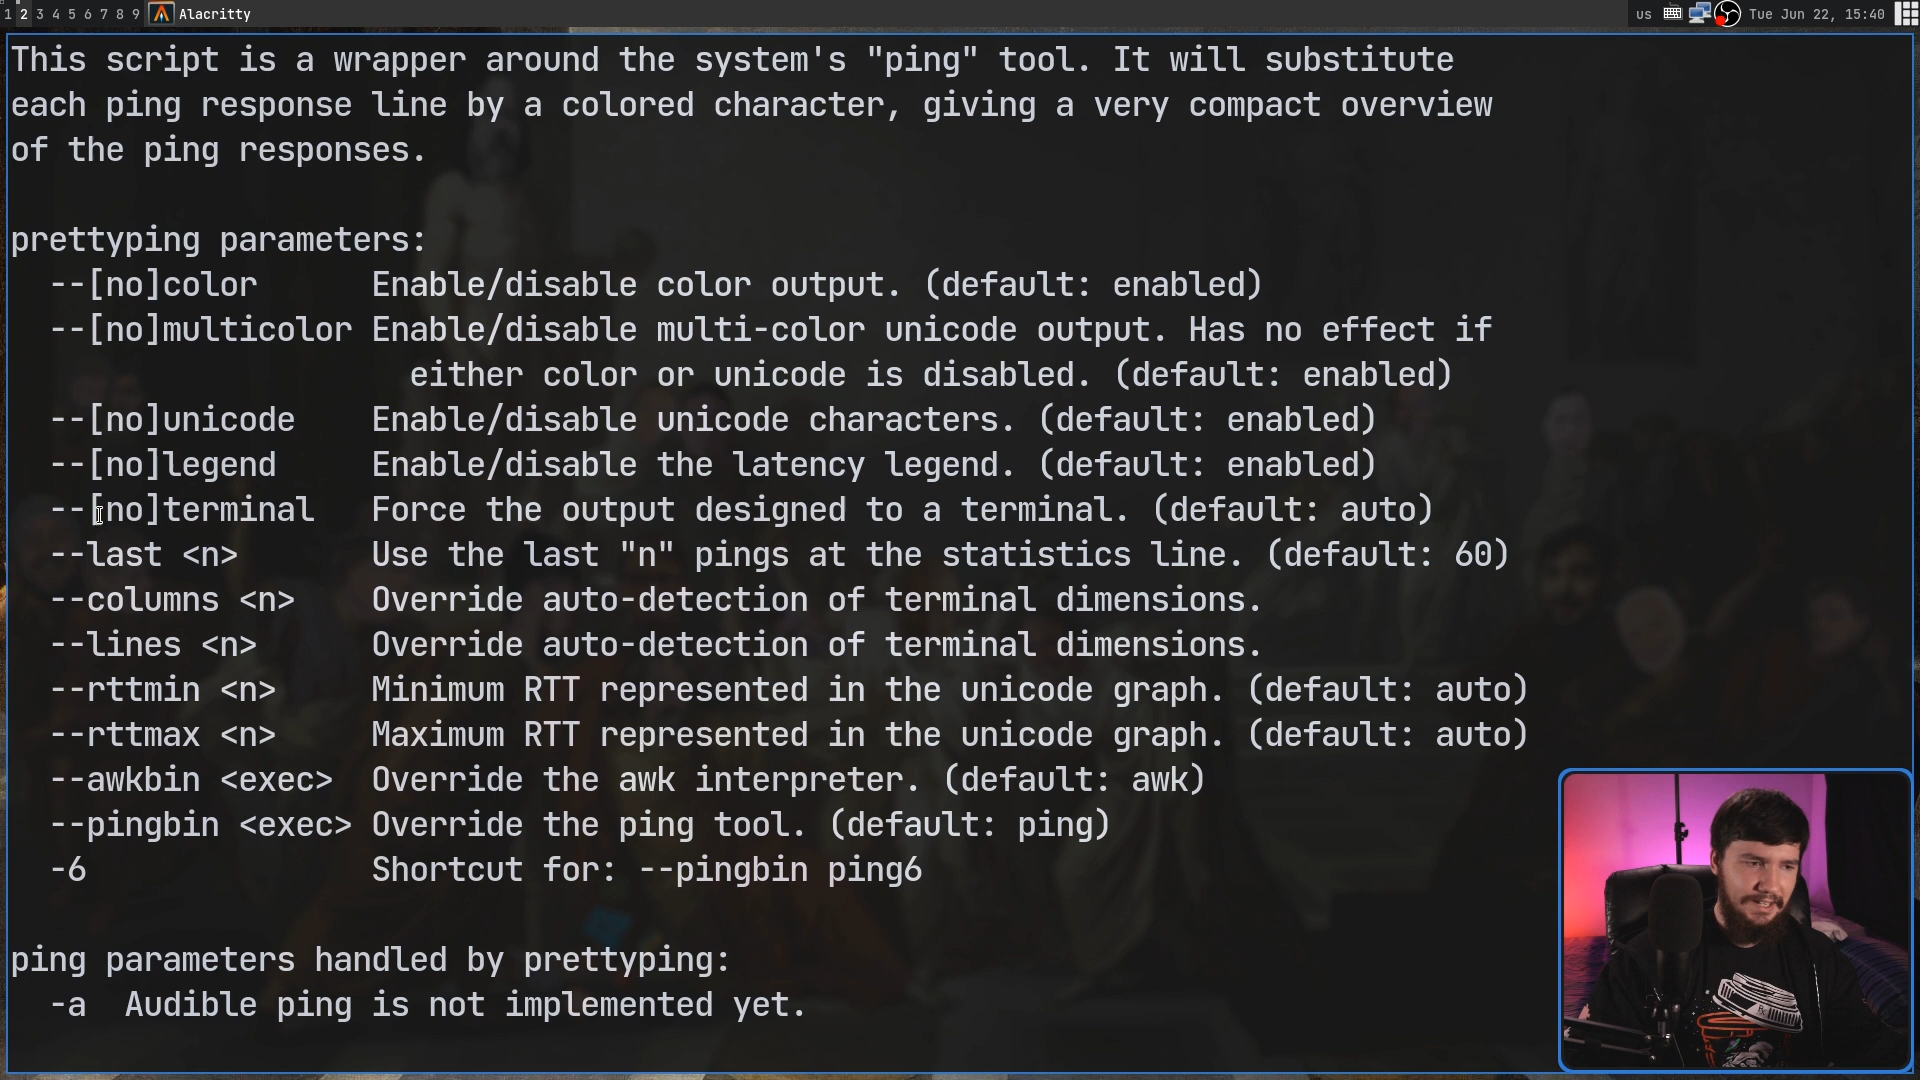 1 2 3 4 5 6 7 8 9 Alacritty us Tue Jun 22, 15:40
This script is a wrapper around the system's "ping" tool. It will substitute
each ping response line by a colored character, giving a very compact overview
of the ping responses.
prettyping parameters:
--[no]color Enable/disable color output. (default: enabled)
--[no]multicolor Enable/disable multi-color unicode output. Has no effect if
either color or unicode is disabled. (default: enabled)
--[no]unicode Enable/disable unicode characters. (default: enabled)
--[no]legend Enable/disable the latency legend. (default: enabled)
--[no]terminal Force the output designed to a terminal. (default: auto)
--last <n> Use the last "n" pings at the statistics line. (default: 60)
--columns <n> Override auto-detection of terminal dimensions.
--lines <n> Override auto-detection of terminal dimensions.
--rttmin <n> Minimum RTT represented in the unicode graph. (default: auto)
--rttmax <n> Maximum RTT represented in the unicode graph. (default: auto)
--awkbin <exec> Override the awk interpreter. (default: awk)
--pingbin <exec> Override the ping tool. (default: ping)
-6 Shortcut for: --pingbin ping6
ping parameters handled by prettyping:
-a Audible ping is not implemented yet.